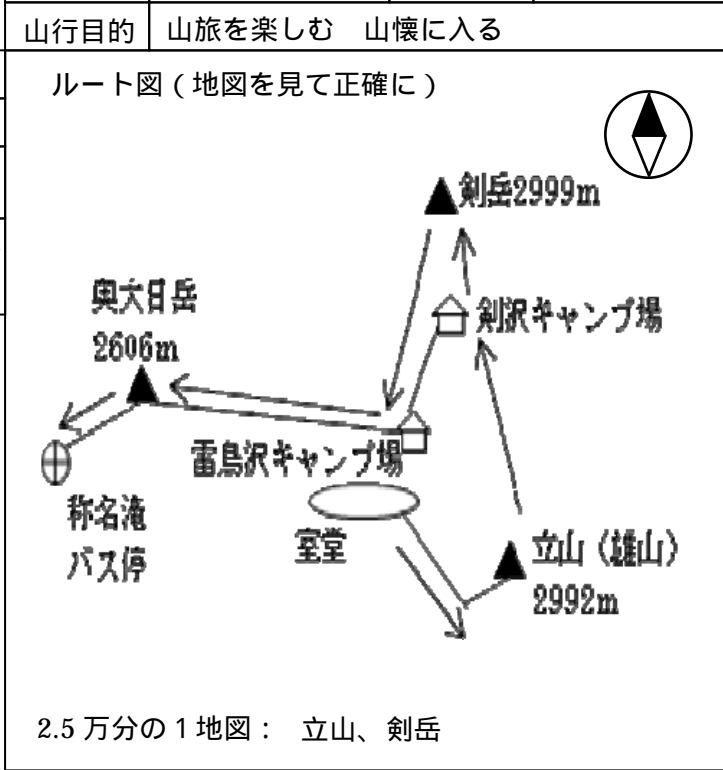 山行目的 山旅を楽しむ 山懐に入る
ルート図(地図を見て正確に)
剣岳2999m
奥大日岳
2606m
剣沢キャンプ場
雷鳥沢キャンプ場
称名滝
バス停
室堂
立山(雄山)
2992m
2.5万分の1地図: 立山、剣岳